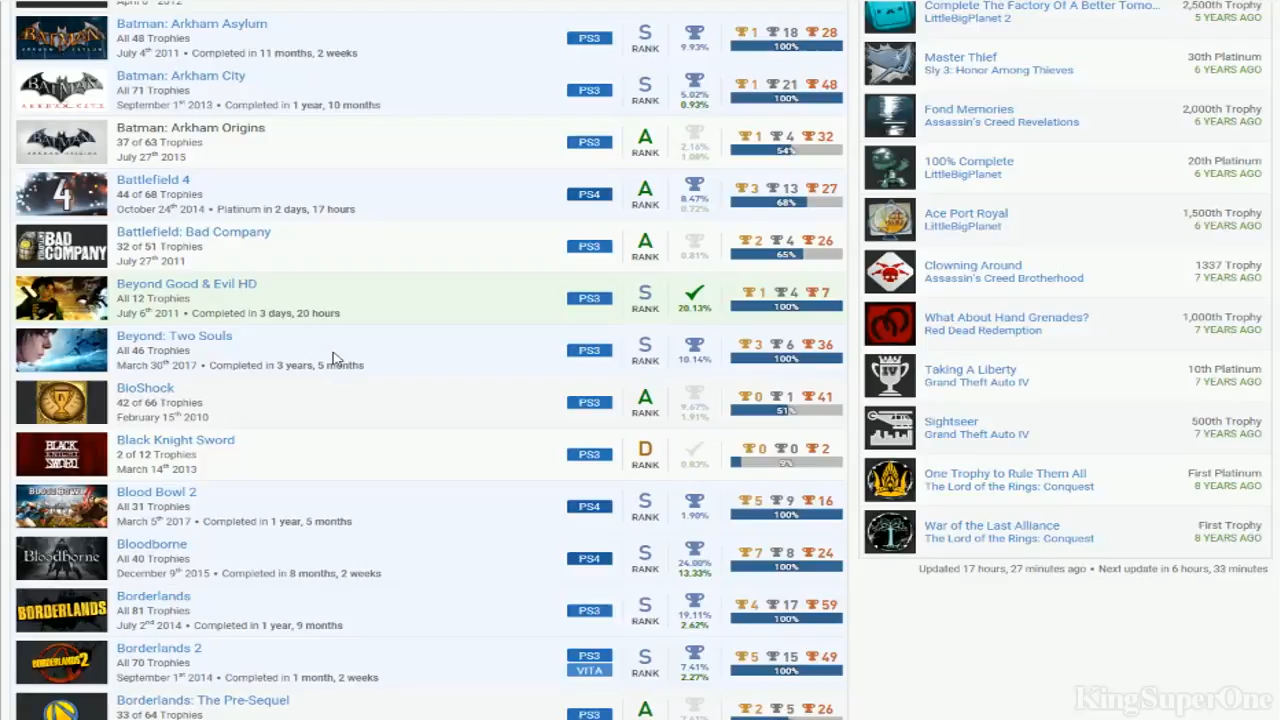 Batman: Arkham Asylum
All 48 Trophies
July 4th 2011 • Completed in 11 months, 2 weeks
PS3
S
RANK
9.93%
1 18 28
100%
Batman: Arkham City
All 71 Trophies
September 1st 2013 • Completed in 1 year, 10 months
PS3
S
RANK
5.02%
0.93%
1 21 48
100%
Batman: Arkham Origins
37 of 63 Trophies
July 27th 2015
PS3
A
RANK
2.16%
1.08%
1 4 32
54%
Battlefield 4
44 of 68 Trophies
October 24th 2014 • Platinum in 2 days, 17 hours
PS4
A
RANK
8.47%
0.72%
3 13 27
68%
Battlefield: Bad Company
32 of 51 Trophies
July 27th 2011
PS3
A
RANK
0.81%
2 4 26
65%
Beyond Good & Evil HD
All 12 Trophies
July 6th 2011 • Completed in 3 days, 20 hours
PS3
S
RANK
20.13%
1 4 7
100%
Beyond: Two Souls
All 46 Trophies
March 30th 2017 • Completed in 3 years, 5 months
PS3
S
RANK
10.14%
3 6 36
100%
BioShock
42 of 66 Trophies
February 15th 2010
PS3
A
RANK
9.67%
1.91%
0 1 41
51%
Black Knight Sword
2 of 12 Trophies
March 14th 2013
PS3
D
RANK
0.83%
0 0 2
9%
Blood Bowl 2
All 31 Trophies
March 5th 2017 • Completed in 1 year, 5 months
PS4
S
RANK
1.90%
5 9 16
100%
Bloodborne
All 40 Trophies
December 9th 2015 • Completed in 8 months, 2 weeks
PS4
S
RANK
24.00%
13.33%
7 8 24
100%
Borderlands
All 81 Trophies
July 2nd 2014 • Completed in 1 year, 9 months
PS3
S
RANK
19.11%
2.62%
4 17 59
100%
Borderlands 2
All 70 Trophies
September 1st 2014 • Completed in 1 month, 2 weeks
PS3
VITA
S
RANK
7.41%
2.27%
5 15 49
100%
Borderlands: The Pre-Sequel
33 of 64 Trophies
PS3
A
2 5 26
Complete The Factory Of A Better Tomo...
LittleBigPlanet 2
2,500th Trophy
5 YEARS AGO
Master Thief
Sly 3: Honor Among Thieves
30th Platinum
6 YEARS AGO
Fond Memories
Assassin's Creed Revelations
2,000th Trophy
6 YEARS AGO
100% Complete
LittleBigPlanet
20th Platinum
6 YEARS AGO
Ace Port Royal
LittleBigPlanet
1,500th Trophy
6 YEARS AGO
Clowning Around
Assassin's Creed Brotherhood
1337 Trophy
7 YEARS AGO
What About Hand Grenades?
Red Dead Redemption
1,000th Trophy
7 YEARS AGO
Taking A Liberty
Grand Theft Auto IV
10th Platinum
7 YEARS AGO
Sightseer
Grand Theft Auto IV
500th Trophy
7 YEARS AGO
One Trophy to Rule Them All
The Lord of the Rings: Conquest
First Platinum
8 YEARS AGO
War of the Last Alliance
The Lord of the Rings: Conquest
First Trophy
8 YEARS AGO
Updated 17 hours, 27 minutes ago • Next update in 6 hours, 33 minutes
KingSuperOne